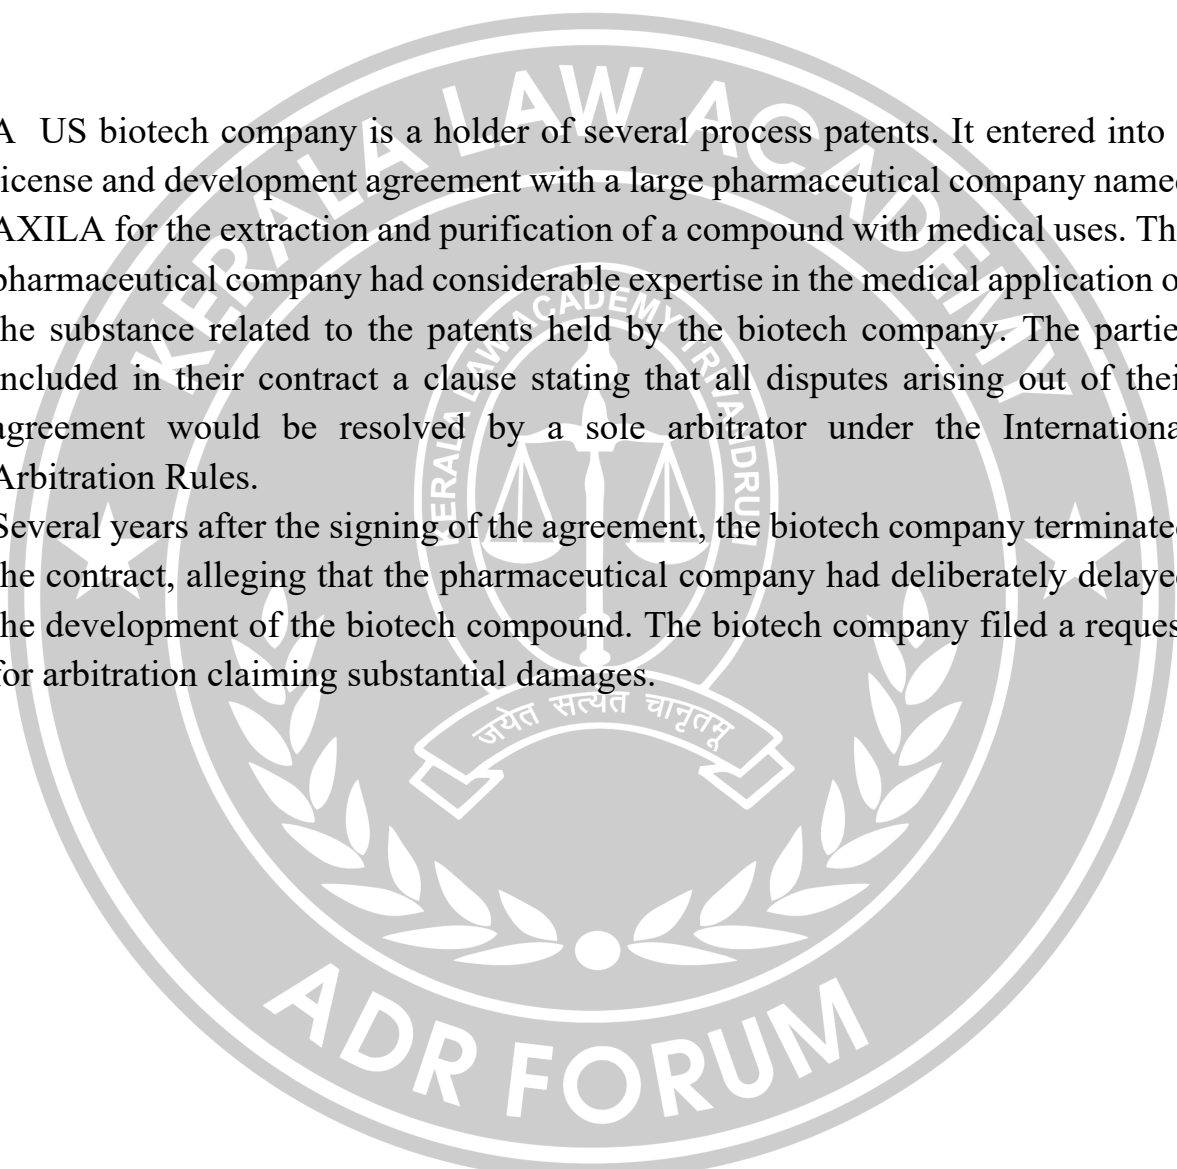 KERALA LAW ACADEMY
A US biotech company is a holder of several process patents. It entered into
icense and development agreement with a large pharmaceutical company name
AXILA for the extraction and purification of a compound with medical uses. Th
pharmaceutical company had considerable expertise in the medical application o
he substance related to the patents held by the biotech company. The partie
ncluded in their contract a clause stating that all disputes arising out of thei
agreement would be resolved by a sole arbitrator under the Internationa
Arbitration Rules.
Several years after the signing of the agreement, the biotech company terminate
he contract, alleging that the pharmaceutical company had deliberately delaye
he development of the biotech compound. The biotech company filed a reques
for arbitration claiming substantial damages.
LAW ACADEMY
जयेत
ADR FORUM